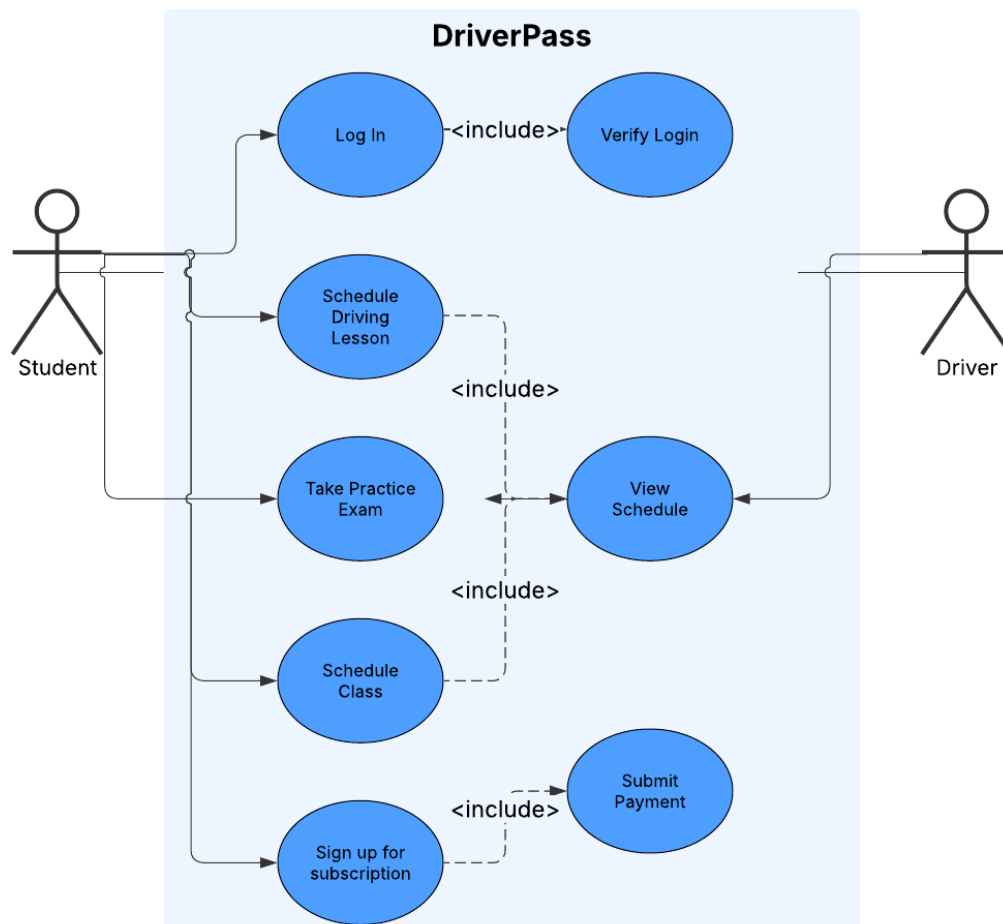 DriverPass
Log In
<include>
Verify Login
Student
Driver
Schedule
Driving
Lesson
<include>
Take Practice
Exam
View
Schedule
<include>
Schedule
Class
Submit
Payment
<include>
Sign up for
subscription